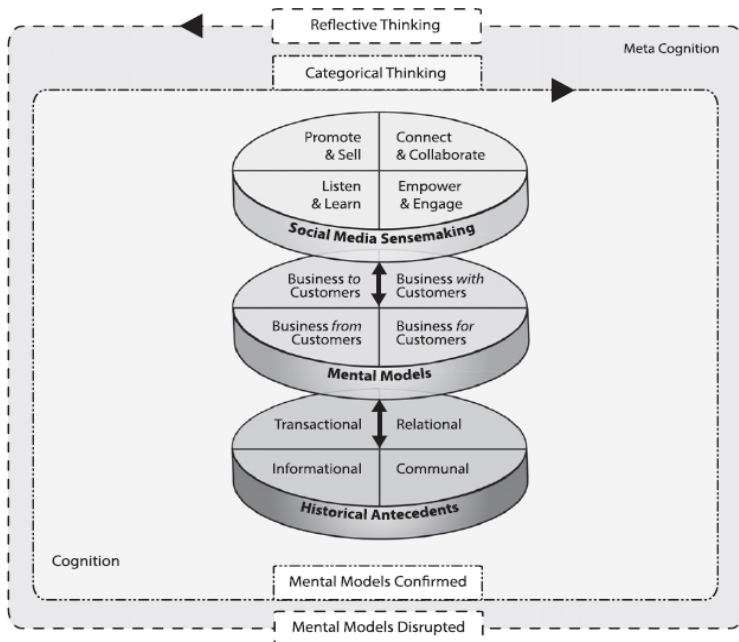 Reflective Thinking
Meta Cognition
Categorical Thinking
Promote
& Sell
Connect
& Collaborate
Listen
& Learn
Empower
& Engage
Social Media Sensemaking
Business to
Customers
Business with
Customers
Business from
Customers
Business for
Customers
Mental Models
Transactional
Relational
Informational
Communal
Historical Antecedents
Cognition
Mental Models Confirmed
Mental Models Disrupted